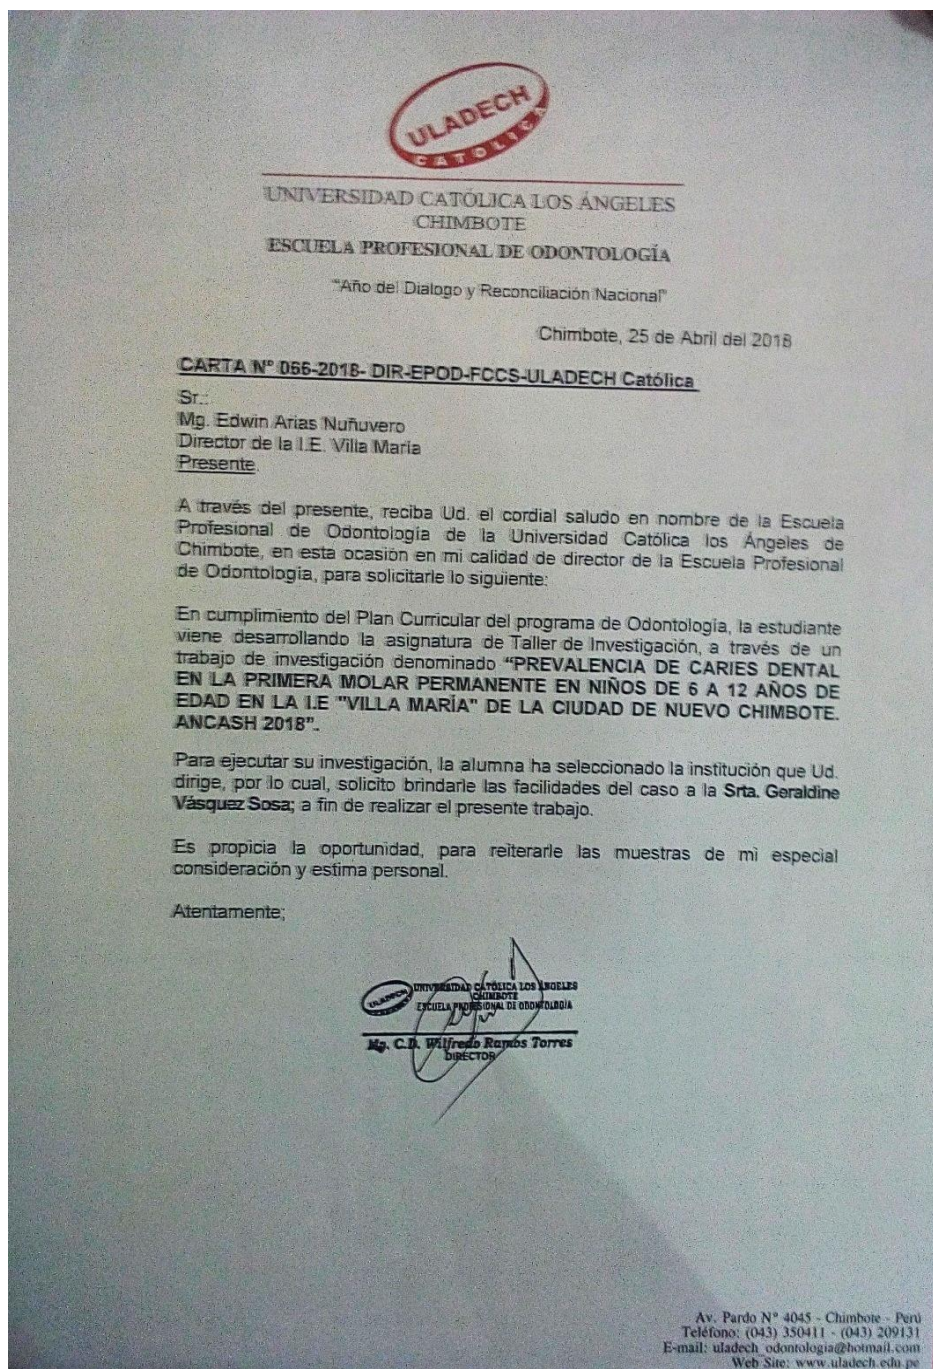 ULADECH
CATOLICA
UNIVERSIDAD CATÓLICA LOS ÁNGELES
CHIMBOTE
ESCUELA PROFESIONAL DE ODONTOLOGÍA
"Año del Dialogo y Reconciliación Nacional"
Chimbote, 25 de Abril del 2018
CARTA Nº 066-2018- DIR-EPOD-FCCS-ULADECH Católica
Sr.:
Mg. Edwin Arias Nuñuvero
Director de la I.E. Villa Maria
Presente.
A través del presente, reciba Ud. el cordial saludo en nombre de la Escuela
Profesional de Odontología de la Universidad Católica los Ángeles de
Chimbote, en esta ocasión en mi calidad de director de la Escuela Profesional
de Odontología, para solicitarle lo siguiente:
En cumplimiento del Plan Curricular del programa de Odontología, la estudiante
viene desarrollando la asignatura de Taller de Investigación, a través de un
trabajo de investigación denominado "PREVALENCIA DE CARIES DENTAL
EN LA PRIMERA MOLAR PERMANENTE EN NIÑOS DE 6 A 12 AÑOS DE
EDAD EN LA I.E "VILLA MARÍA" DE LA CIUDAD DE NUEVO CHIMBOTE.
ANCASH 2018".
Para ejecutar su investigación, la alumna ha seleccionado la institución que Ud.
dirige, por lo cual, solicito brindarle las facilidades del caso a la Srta. Geraldine
Vásquez Sosa; a fin de realizar el presente trabajo.
Es propicia la oportunidad, para reiterarle las muestras de mi especial
consideración y estima personal.
Atentamente;
ULADECH
UNIVERSIDAD CATÓLICA LOS ÁNGELES
CHIMBOTE
ESCUELA PROFESIONAL DE ODONTOLOGÍA
Mg. C.D. Wilfredo Ramos Torres
DIRECTOR
Av. Pardo Nº 4045 - Chimbote - Perú
Teléfono: (043) 350411 - (043) 209131
E-mail: uladech_odontologia@hotmail.com
Web Site: www.uladech.edu.pe